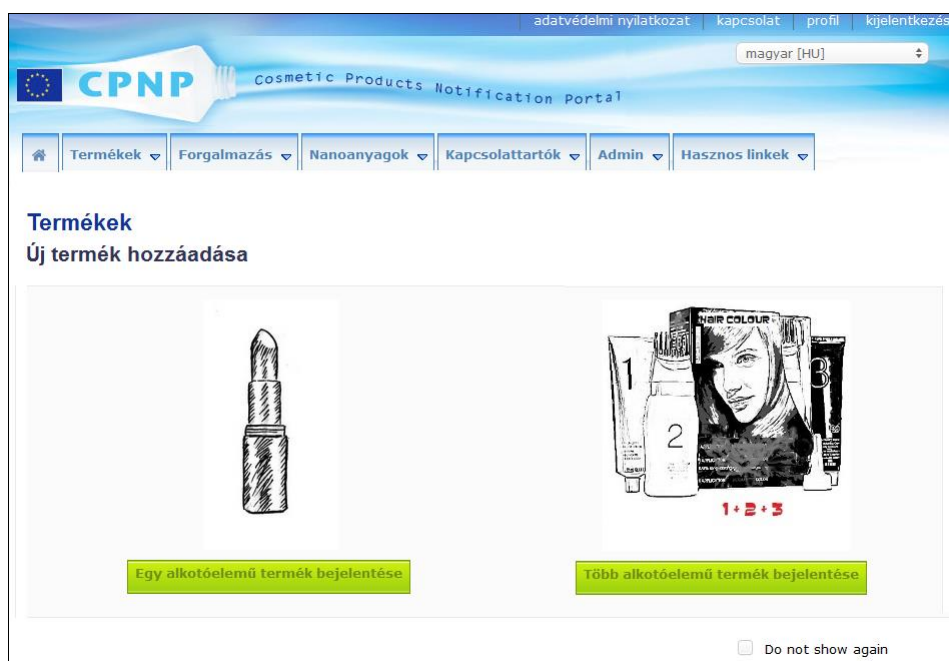 adatvédelmi nyilatkozat | kapcsolat | profil | kijelentkezés
magyar [HU]
CPNP Cosmetic Products Notification Portal
Termékek Forgalmazás Nanoanyagok Kapcsolattartók Admin Hasznos linkek
Termékek
Új termék hozzáadása
HAIR COLOUR
1
2
3
1+2+3
Egy alkotóelemű termék bejelentése
Több alkotóelemű termék bejelentése
Do not show again